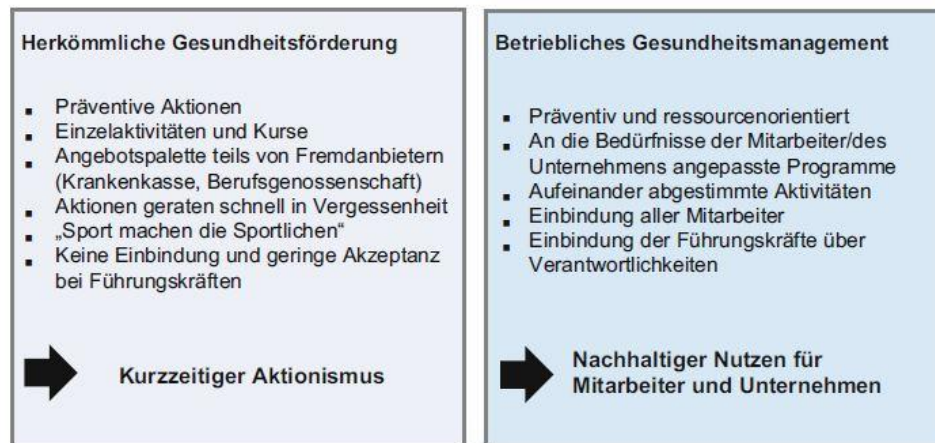 Herkömmliche Gesundheitsförderung
▪ Präventive Aktionen
▪ Einzelaktivitäten und Kurse
▪ Angebotspalette teils von Fremdanbietern
(Krankenkasse, Berufsgenossenschaft)
▪ Aktionen geraten schnell in Vergessenheit
▪ „Sport machen die Sportlichen“
▪ Keine Einbindung und geringe Akzeptanz
bei Führungskräften
Kurzzeitiger Aktionismus
Betriebliches Gesundheitsmanagement
▪ Präventiv und ressourcenorientiert
▪ An die Bedürfnisse der Mitarbeiter/des
Unternehmens angepasste Programme
▪ Aufeinander abgestimmte Aktivitäten
▪ Einbindung aller Mitarbeiter
▪ Einbindung der Führungskräfte über
Verantwortlichkeiten
Nachhaltiger Nutzen für
Mitarbeiter und Unternehmen